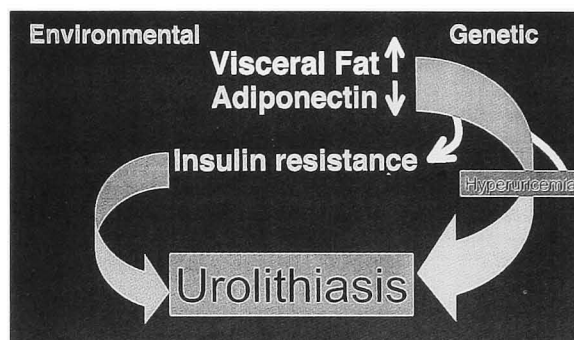 Environmental Genetic
Visceral Fat ↑
Adiponectin ↓
Insulin resistance
Hyperuricemia
Urolithiasis